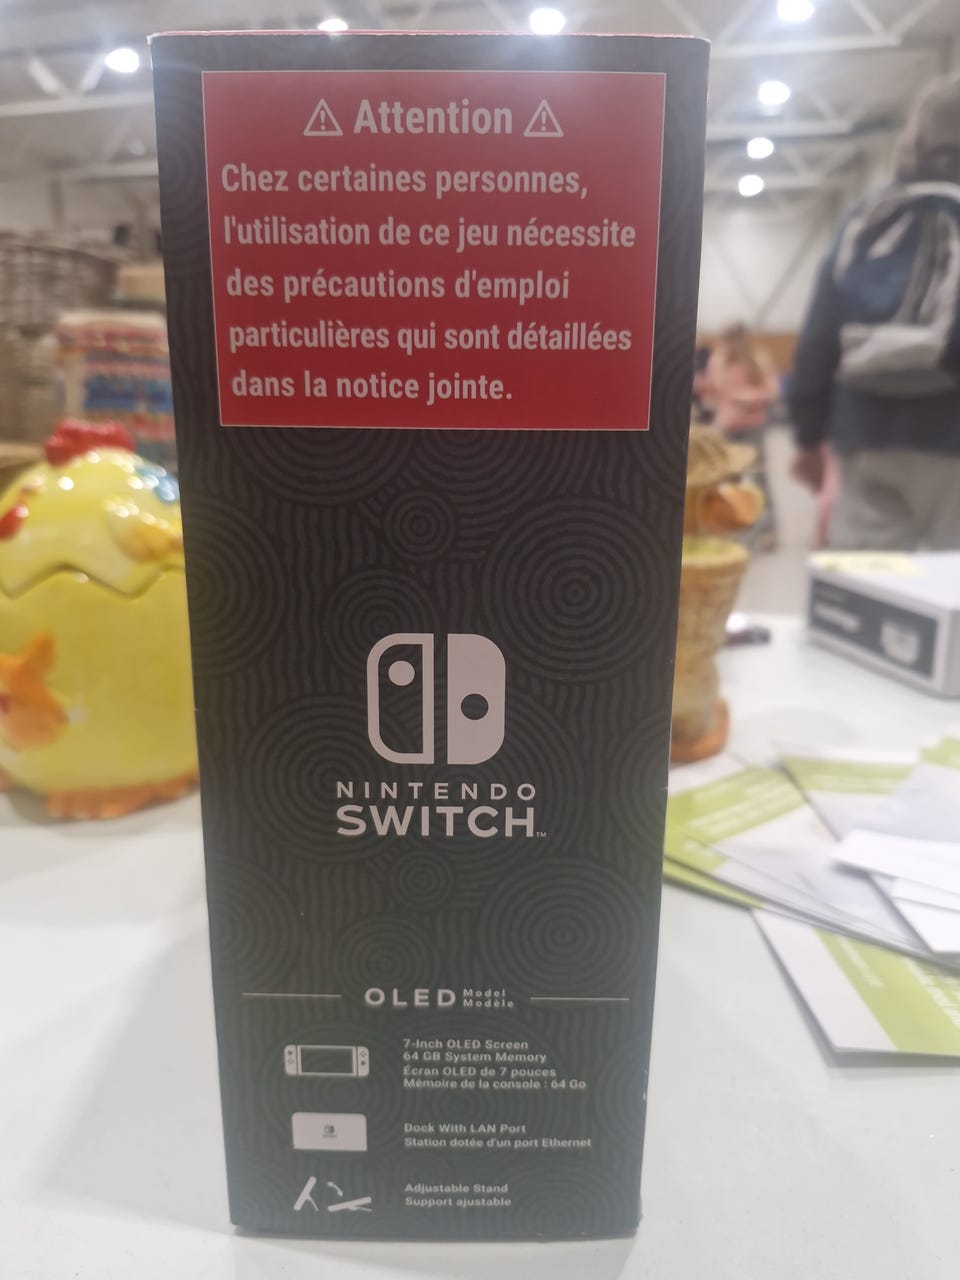 Attention
Chez certaines personnes,
l'utilisation de ce jeu nécessite
des précautions d'emploi
particulières qui sont détaillées
dans la notice jointe.
NINTENDO
SWITCH™
OLED Model
Modèle
7-Inch OLED Screen
64 GB System Memory
Écran OLED de 7 pouces
Mémoire de la console : 64 Go
Dock With LAN Port
Station dotée d'un port Ethernet
Adjustable Stand
Support ajustable